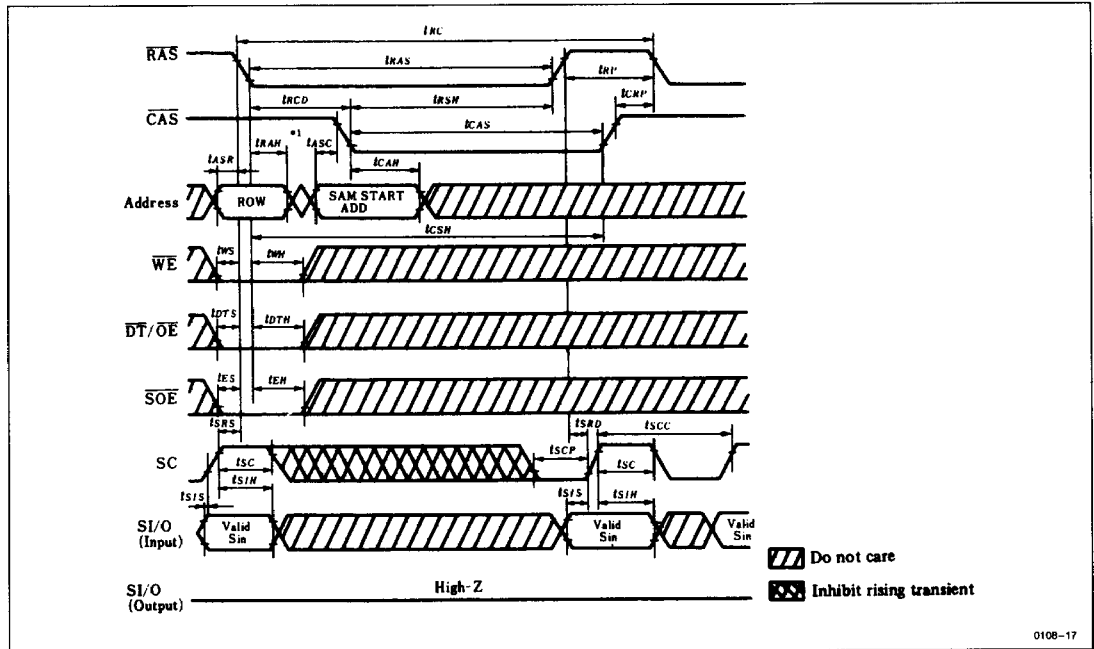 tRC
RAS
tRAS
tRP
tRCD
tRSH
tCRP
CAS
tCAS
tRAH
*1
tASC
tASR
tCAH
Address
ROW
SAM START
ADD
tCSH
WE
tWS
tWH
DT/OE
tDTS
tDTH
SOE
tES
tEH
tSRS
tSRD
tSCC
SC
tSC
tSCP
tSC
tSIH
tSIS
tSIS
tSIH
SI/O
(Input)
Valid
Sin
Valid
Sin
Valid
Sin
Do not care
SI/O
(Output)
High-Z
Inhibit rising transient
0108-17